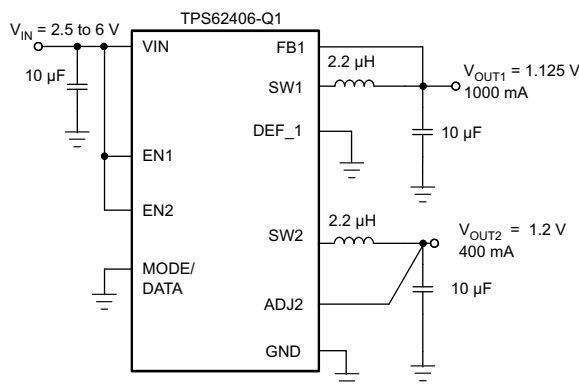 TPS62406-Q1
V_IN = 2.5 to 6 V
VIN
FB1
2.2 µH
10 µF
SW1
V_OUT1 = 1.125 V
1000 mA
DEF_1
10 µF
EN1
EN2
SW2
2.2 µH
V_OUT2 = 1.2 V
400 mA
MODE/
DATA
ADJ2
10 µF
GND